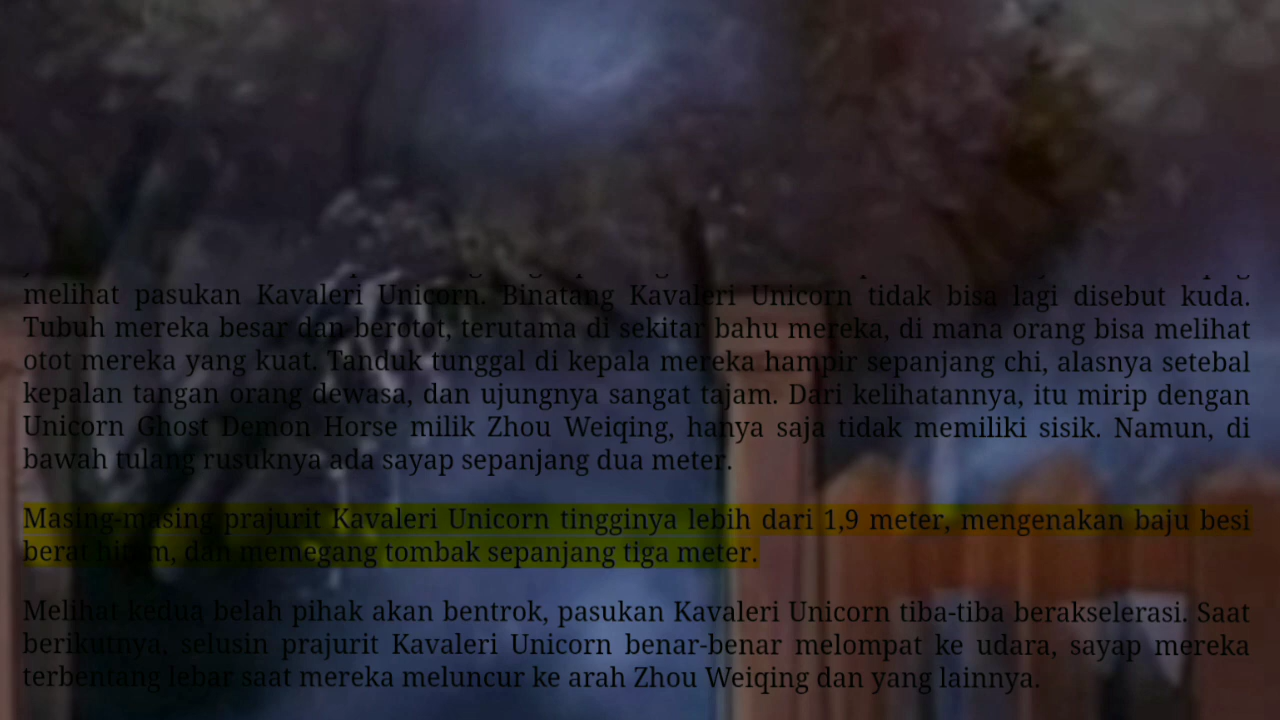 melihat pasukan Kavaleri Unicorn. Binatang Kavaleri Unicorn tidak bisa lagi disebut kuda.
Tubuh mereka besar dan berotot, terutama di sekitar bahu mereka, di mana orang bisa melihat
otot mereka yang kuat. Tanduk tunggal di kepala mereka hampir sepanjang chi, alasnya setebal
kepalan tangan orang dewasa, dan ujungnya sangat tajam. Dari kelihatannya, itu mirip dengan
Unicorn Ghost Demon Horse milik Zhou Weiqing, hanya saja tidak memiliki sisik. Namun, di
bawah tulang rusuknya ada sayap sepanjang dua meter.
Masing-masing prajurit Kavaleri Unicorn tingginya lebih dari 1,9 meter, mengenakan baju besi
berat hitam, dan memegang tombak sepanjang tiga meter.
Melihat kedua belah pihak akan bentrok, pasukan Kavaleri Unicorn tiba-tiba berakselerasi. Saat
berikutnya, selusin prajurit Kavaleri Unicorn benar-benar melompat ke udara, sayap mereka
terbentang lebar saat mereka meluncur ke arah Zhou Weiqing dan yang lainnya.